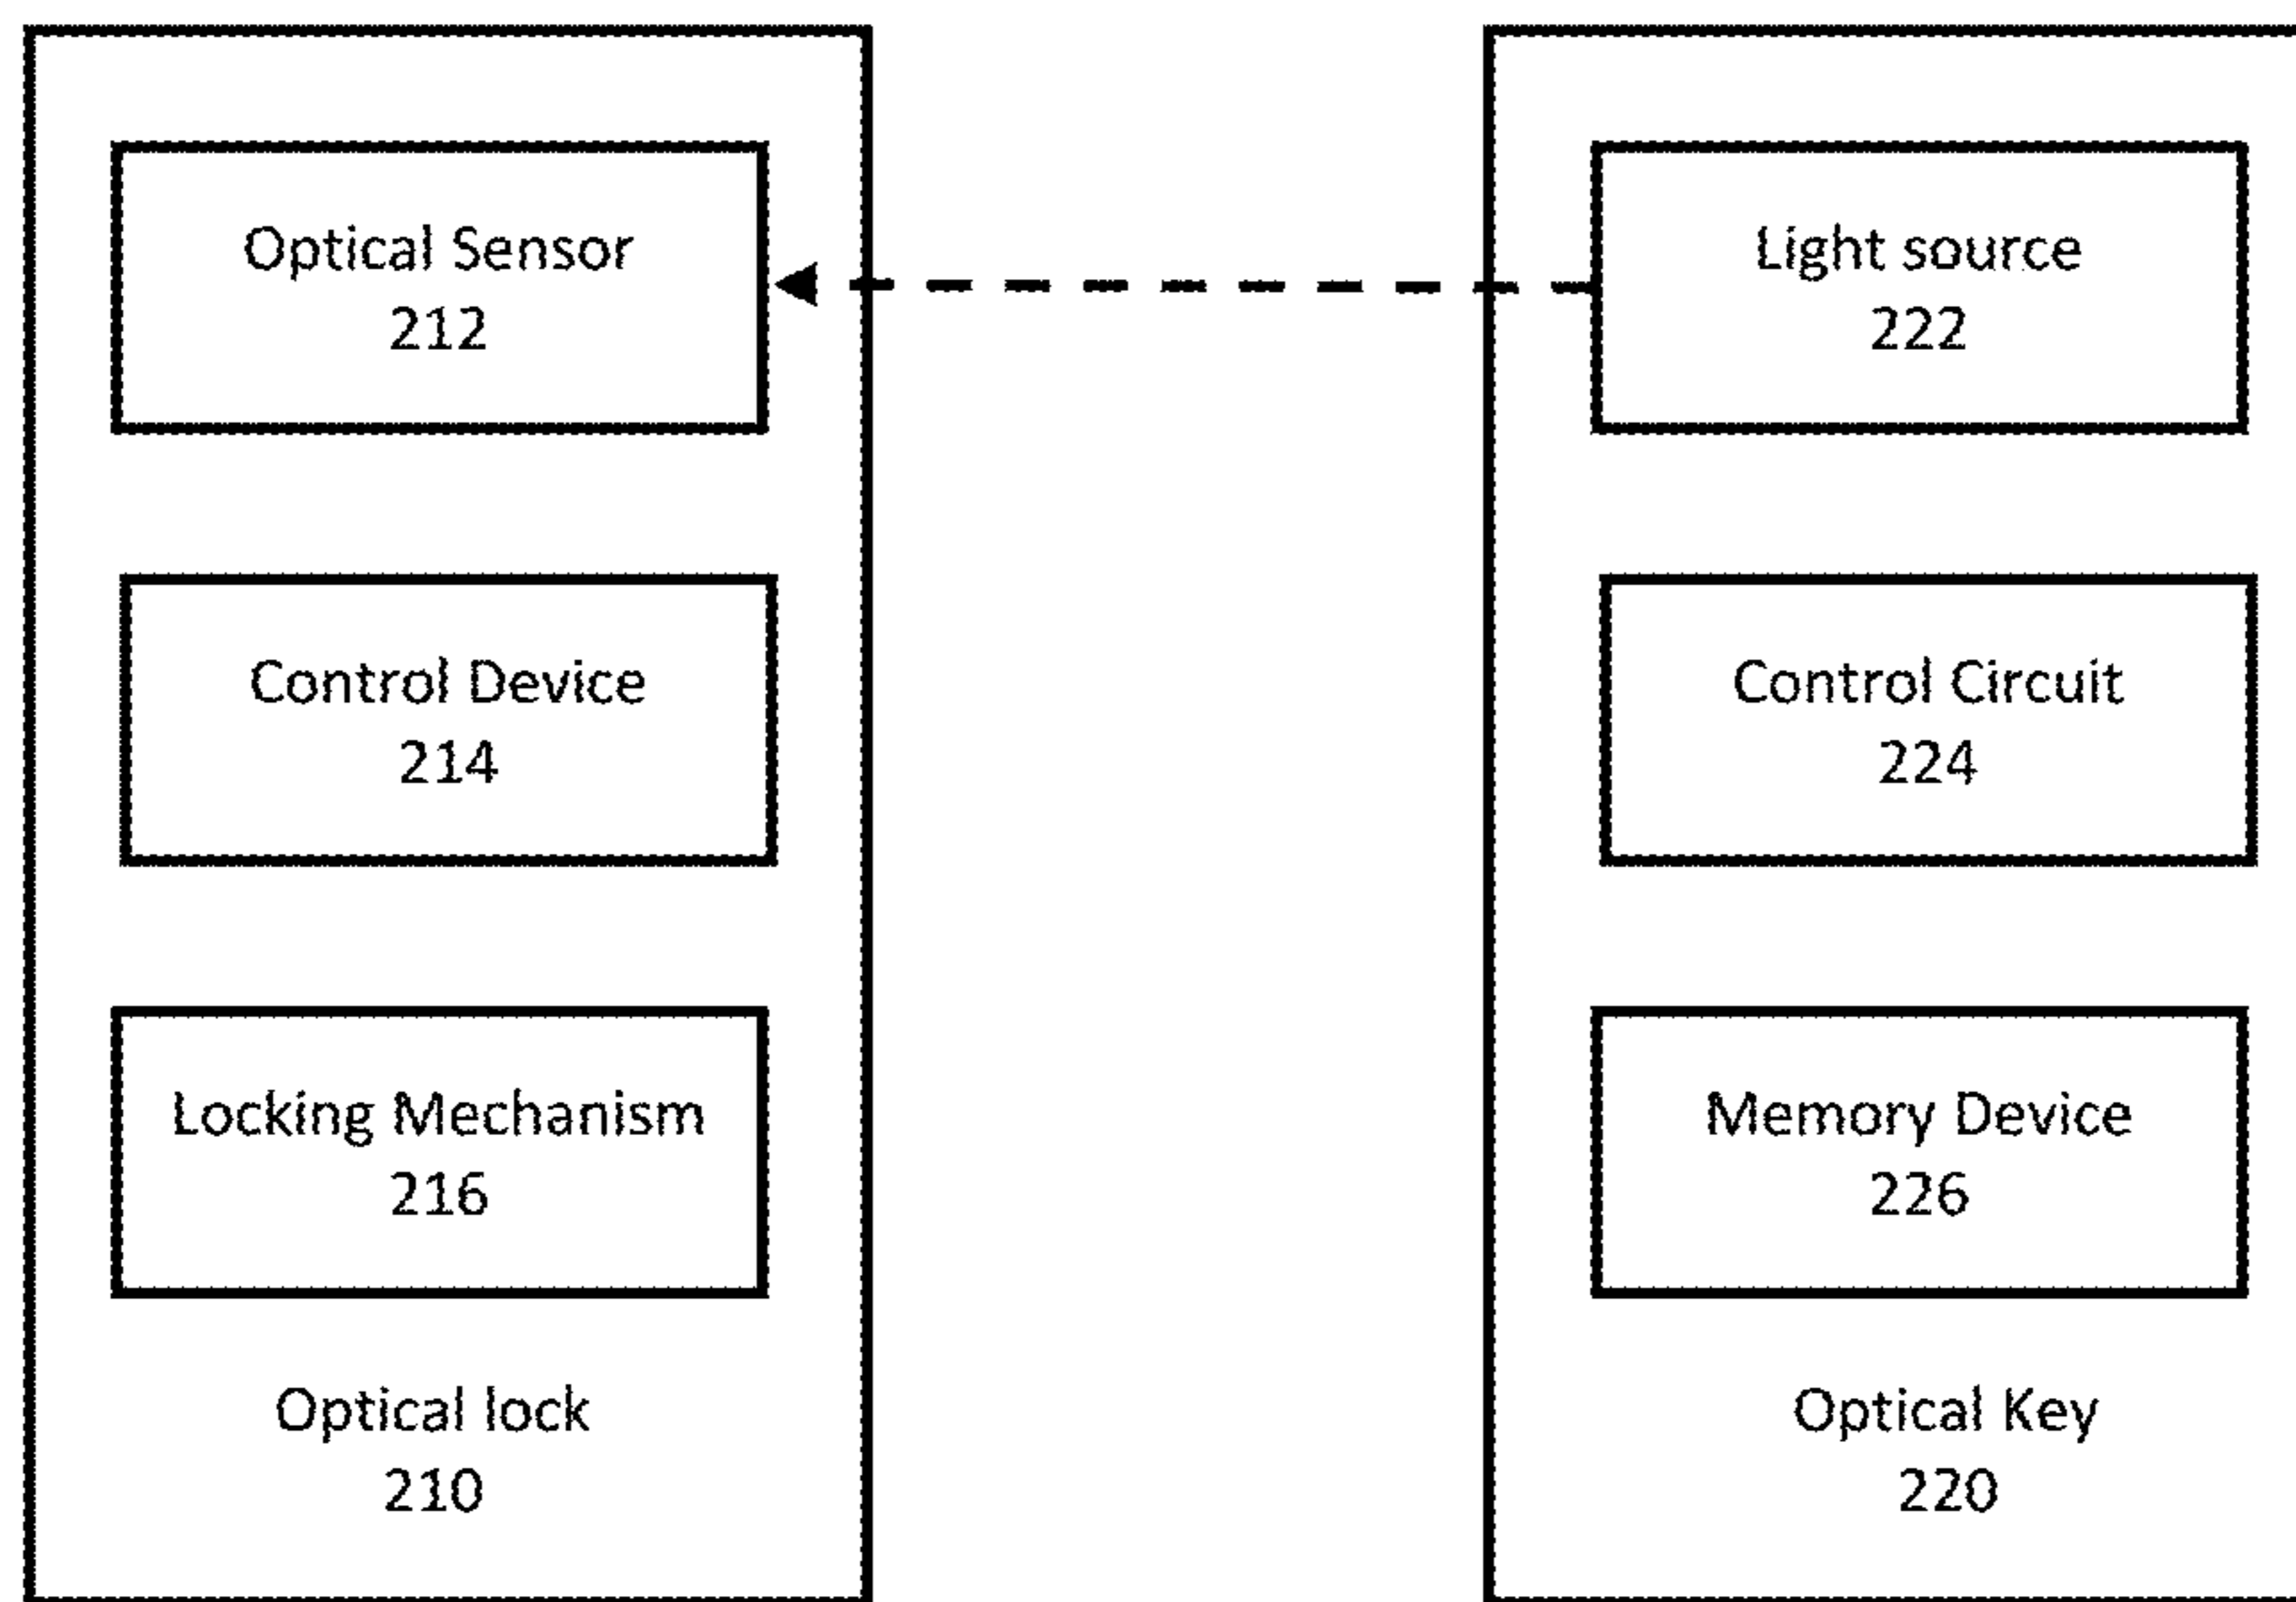 Optical Sensor
212
Control Device
214
Locking Mechanism
216
Optical lock
210
Light source
222
Control Circuit
224
Memory Device
226
Optical Key
220